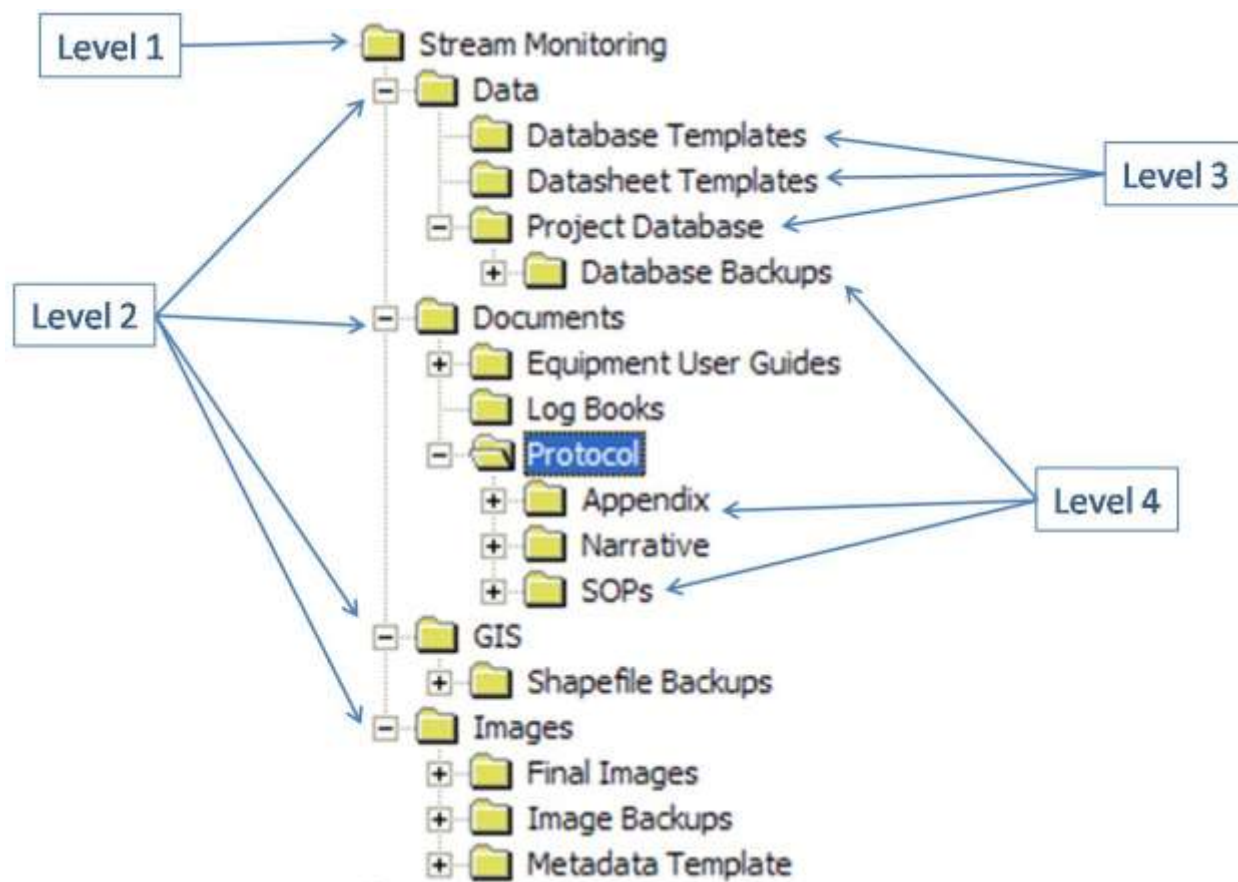 Level 1
Stream Monitoring
Data
Database Templates
Datasheet Templates
Level 3
Project Database
Database Backups
Level 2
Documents
Equipment User Guides
Log Books
Protocol
Appendix
Level 4
Narrative
SOPs
GIS
Shapefile Backups
Images
Final Images
Image Backups
Metadata Template